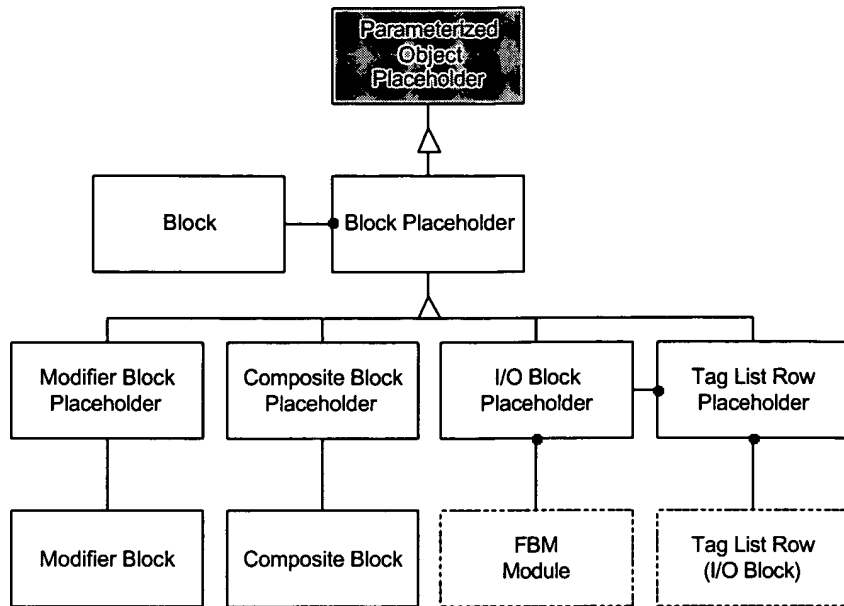 Parameterized
Object
Placeholder
Block
Block Placeholder
Modifier Block
Placeholder
Composite Block
Placeholder
I/O Block
Placeholder
Tag List Row
Placeholder
Modifier Block
Composite Block
FBM
Module
Tag List Row
(I/O Block)